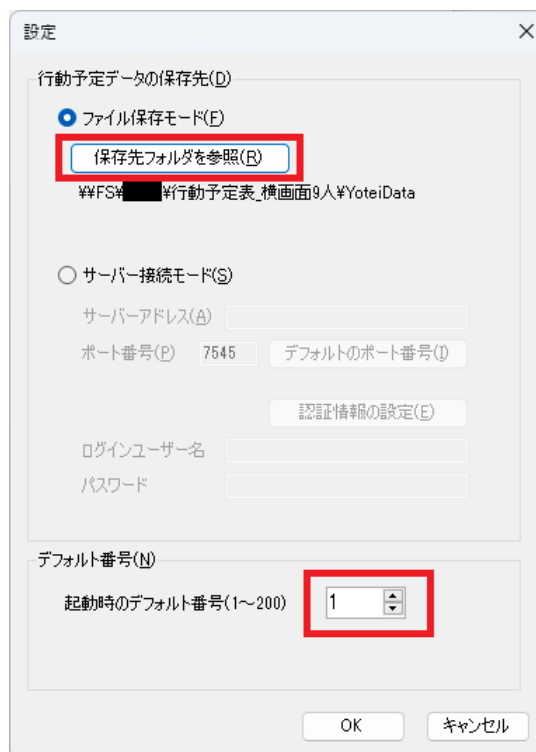 設定
行動予定データの保存先(D)
ファイル保存モード(F)
保存先フォルダを参照(R)
¥¥FS¥ ¥行動予定表_横画面9人¥YoteiData
サーバー接続モード(S)
サーバーアドレス(A)
ポート番号(P) 7545 デフォルトのポート番号(I)
認証情報の設定(E)
ログインユーザー名
パスワード
デフォルト番号(N)
起動時のデフォルト番号(1～200) 1
OK キャンセル